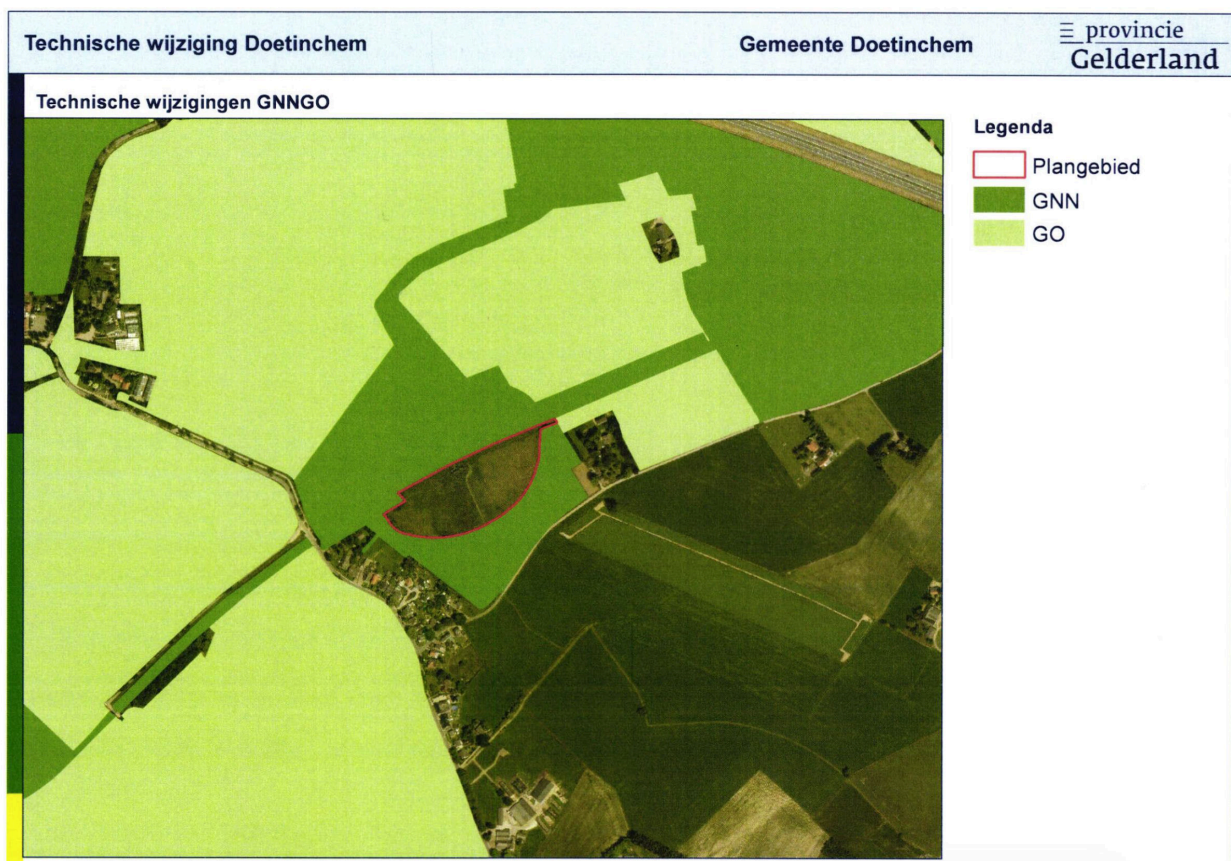 Technische wijziging Doetinchem
Gemeente Doetinchem
provincie
Gelderland
Technische wijzigingen GNNGO
Legenda
Plangebied
GNN
GO